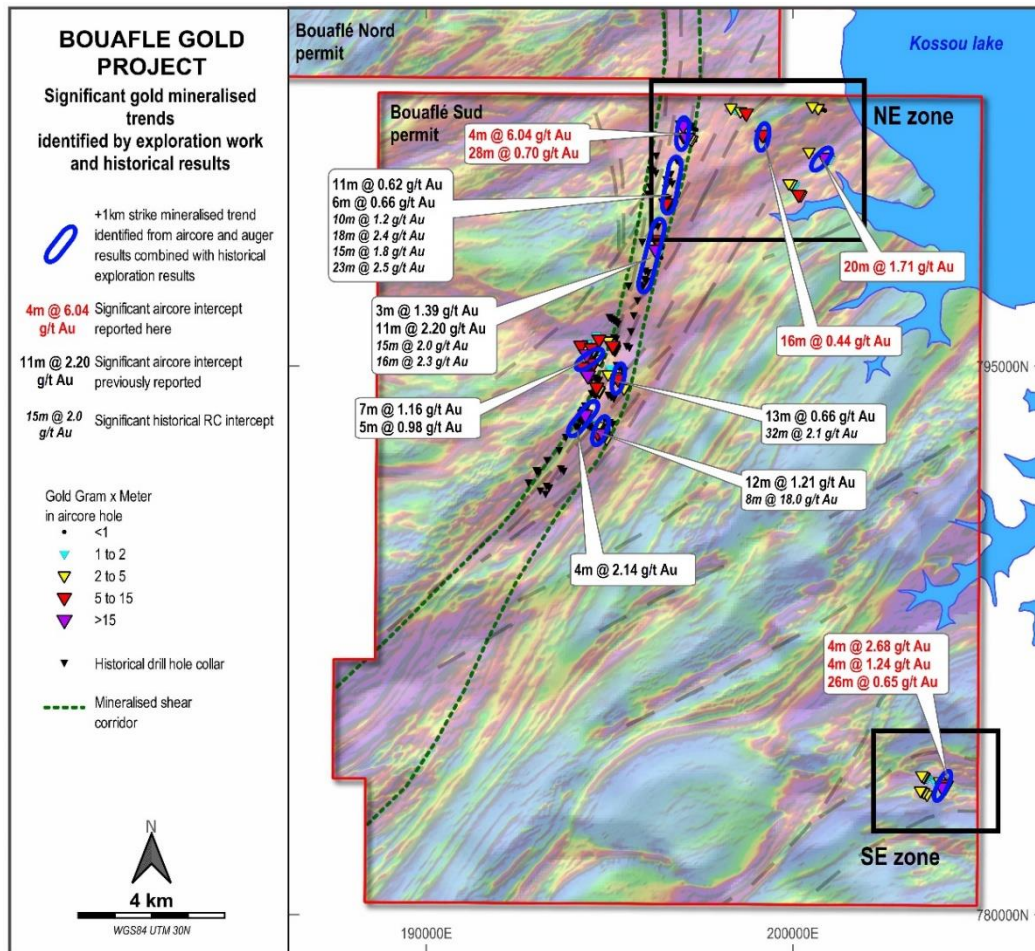 BOUAFLE GOLD
PROJECT
Significant gold mineralised
trends
identified by exploration work
and historical results
+1km strike mineralised trend
identified from aircore and auger
results combined with historical
exploration results
4m @ 6.04
g/t Au
Significant aircore intercept
reported here
11m @ 2.20
g/t Au
Significant aircore intercept
previously reported
15m @ 2.0
g/t Au
Significant historical RC intercept
Gold Gram x Meter
in aircore hole
<1
1 to 2
2 to 5
5 to 15
>15
Historical drill hole collar
Mineralised shear
corridor
N
4 km
WGS84 UTM 30N
Bouaflé Nord
permit
Kossou lake
Bouaflé Sud
permit
NE zone
4m @ 6.04 g/t Au
28m @ 0.70 g/t Au
11m @ 0.62 g/t Au
6m @ 0.66 g/t Au
10m @ 1.2 g/t Au
18m @ 2.4 g/t Au
15m @ 1.8 g/t Au
23m @ 2.5 g/t Au
20m @ 1.71 g/t Au
3m @ 1.39 g/t Au
11m @ 2.20 g/t Au
15m @ 2.0 g/t Au
16m @ 2.3 g/t Au
16m @ 0.44 g/t Au
795000N
7m @ 1.16 g/t Au
5m @ 0.98 g/t Au
13m @ 0.66 g/t Au
32m @ 2.1 g/t Au
12m @ 1.21 g/t Au
8m @ 18.0 g/t Au
4m @ 2.14 g/t Au
4m @ 2.68 g/t Au
4m @ 1.24 g/t Au
26m @ 0.65 g/t Au
SE zone
780000N
190000E
200000E